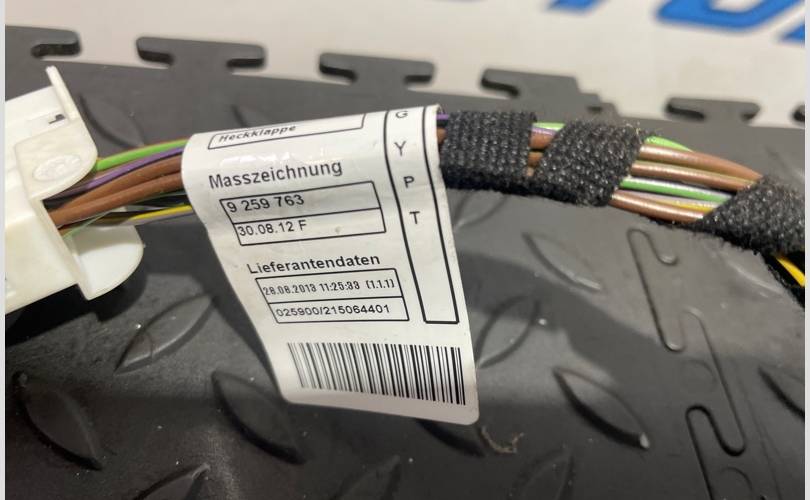 Heckklappe
Masszeichnung
9 259 763
30.08.12 F
Lieferantendaten
28.08.2013 11:25:33 (1.1.1)
025900/215064401
G
Y
P
T